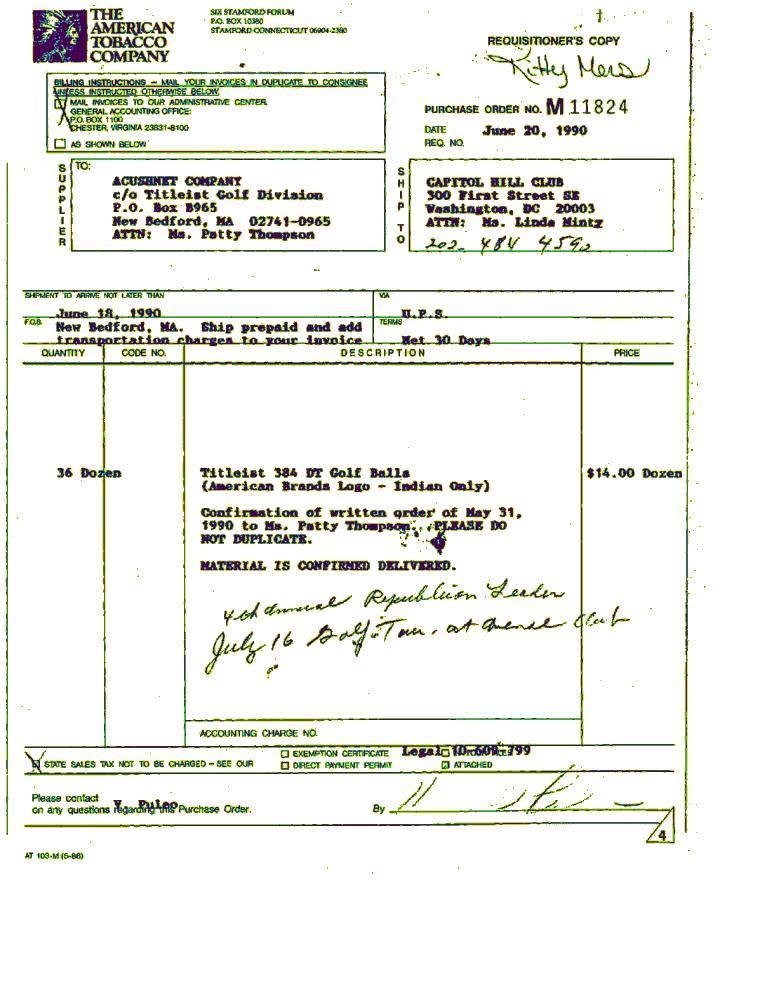 THE
AMERICAN
TOBACCO
COMPANY
SIX STAMFORD FORUM
P.O. BOX 10380
STAMFORD CONNECTICUT 06904-2380
REQUISITIONER'S COPY
Kitty
BILLING INSTRUCTIONS - MAIL YOUR INVOICES IN DUPLICATE TO CONSIGNEE
UNLESS INSTRUCTED OTHERWISE BELOW.
MAIL INVOICES TO OUR ADMINISTRATIVE CENTER.
GENERAL ACCOUNTING OFFICE:
P.O. BOX 1100
CHESTER, VIRGINIA 23831-8100
AS SHOWN BELOW
PURCHASE ORDER NO. M 11824
DATE June 20, 1990
REQ. NO.
SUPPLIER
TO:
ACUSHNET COMPANY
c/o Titleist Golf Division
P.O. Box B965
New Bedford, MA 02741-0965
ATTN: Ms. Patty Thompson
SHIP TO
CAPITOL HILL CLUB
300 First Street SE
Washington, DC 20003
ATTN: Ms. Linda Mintz
202- 484 4590
SHIPMENT TO ARRIVE NOT LATER THAN
June 18, 1990
VIA
U.P.S.
F.O.B.
New Bedford, MA. Ship prepaid and add
transportation charges to your invoice
TERMS
Net 30 Days
QUANTITY CODE NO. DESCRIPTION PRICE
36 Dozen Titleist 384 DT Golf Balls $14.00 Dozen
(American Brands Logo - Indian Only)
Confirmation of written order of May 31,
1990 to Ms. Patty Thompson. PLEASE DO
NOT DUPLICATE.
MATERIAL IS CONFIRMED DELIVERED.
4th Annual Republican Leader
July 16 Golf Tour. at Club
ACCOUNTING CHARGE NO.
STATE SALES TAX NOT TO BE CHARGED - SEE OUR
EXEMPTION CERTIFICATE Legal
DIRECT PAYMENT PERMIT ATTACHED
Please contact
V. Puleo
on any questions regarding this Purchase Order.
By
4
AT 103-M (5-86)